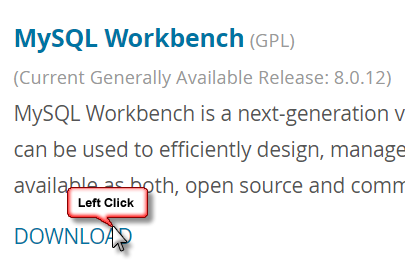 MySQL Workbench (GPL)
(Current Generally Available Release: 8.0.12)
MySQL Workbench is a next-generation v
can be used to efficiently design, manage
available as both, open source and comm
Left Click
DOWNLOAD